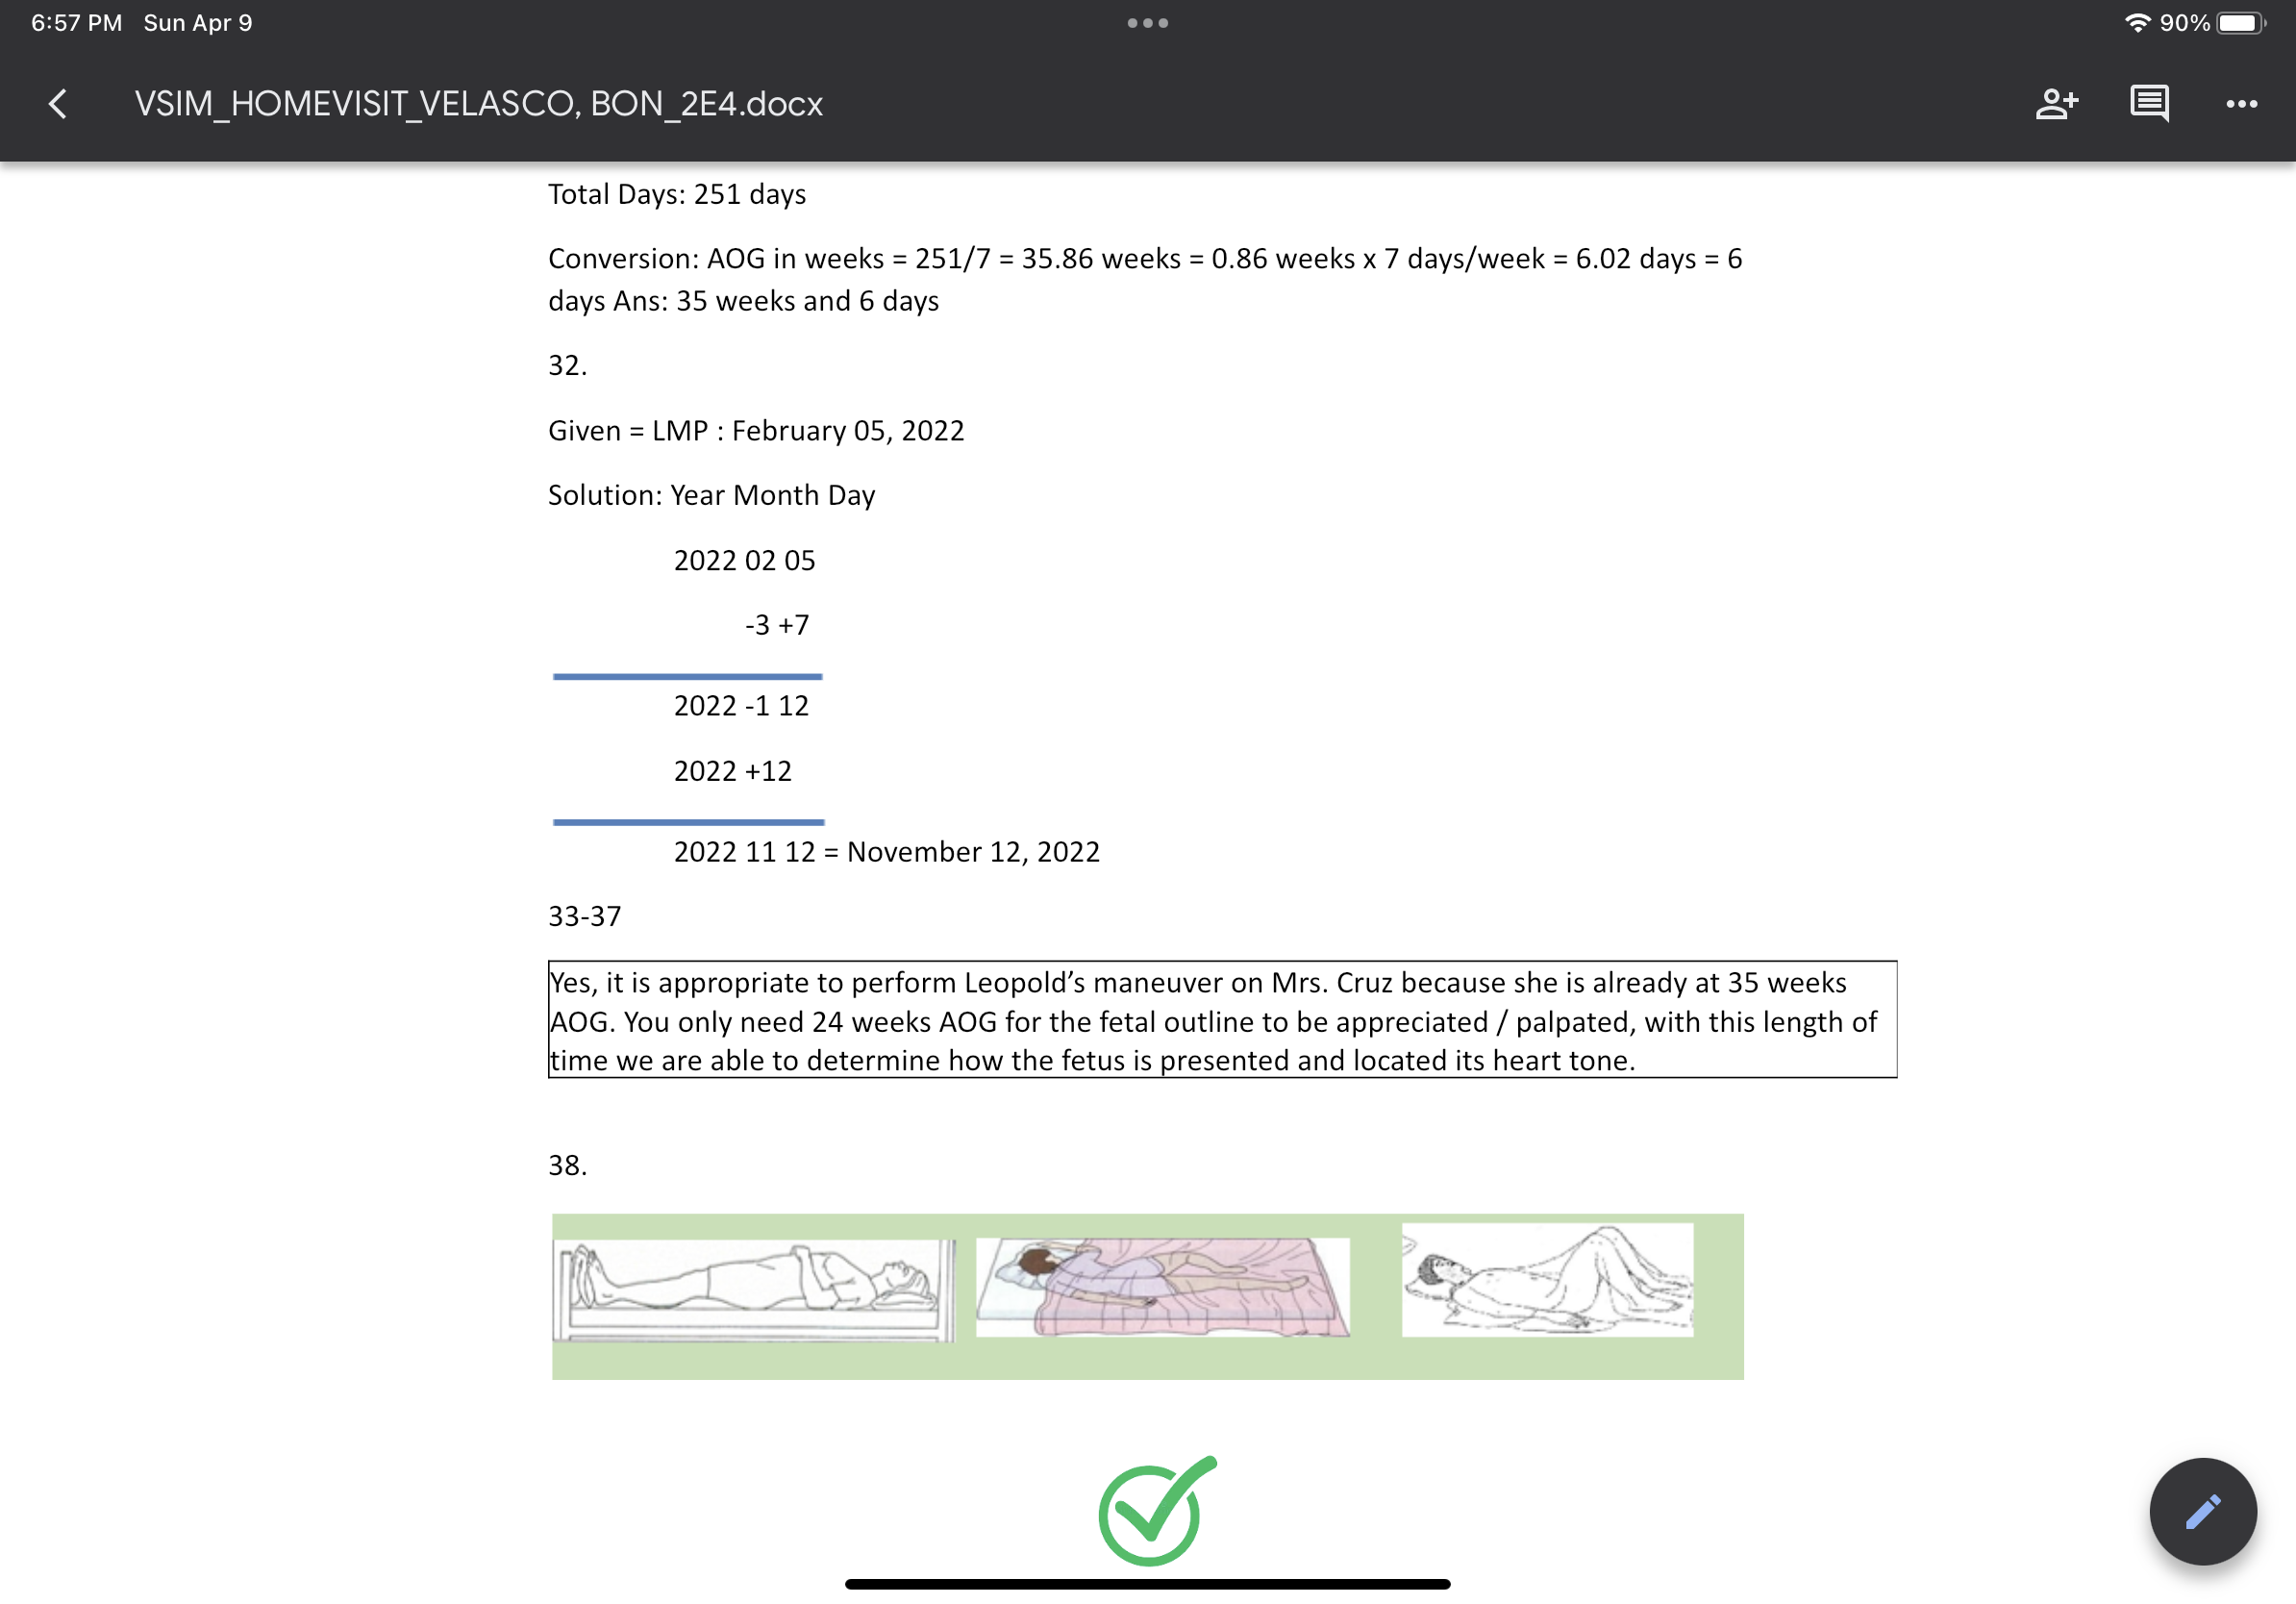 6:57 PM Sun Apr 9
90%
VSIM_HOMEVISIT_VELASCO, BON_2E4.docx
Total Days: 251 days
Conversion: AOG in weeks = 251/7 = 35.86 weeks = 0.86 weeks x 7 days/week = 6.02 days = 6
days Ans: 35 weeks and 6 days
32.
Given = LMP : February 05, 2022
Solution: Year Month Day
2022 02 05
-3 +7
2022 -1 12
2022 +12
2022 11 12 = November 12, 2022
33-37
Yes, it is appropriate to perform Leopold’s maneuver on Mrs. Cruz because she is already at 35 weeks
AOG. You only need 24 weeks AOG for the fetal outline to be appreciated / palpated, with this length of
time we are able to determine how the fetus is presented and located its heart tone.
38.